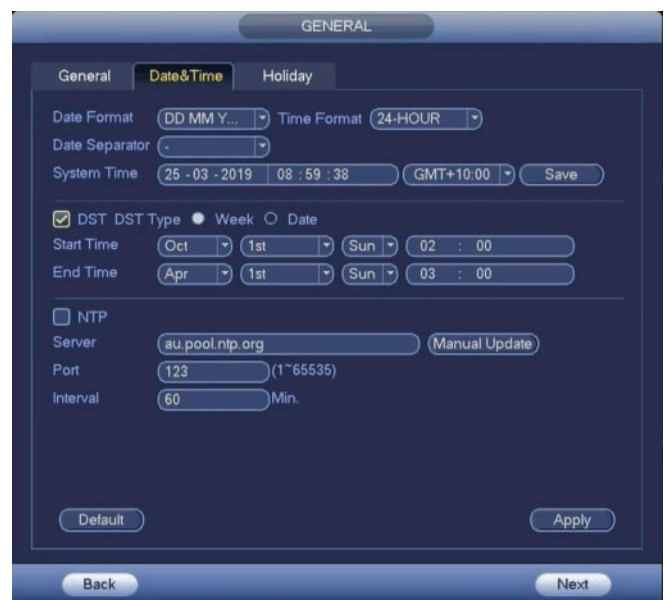 GENERAL
General Date&Time Holiday
Date Format DD MM Y... Time Format 24-HOUR
Date Separator -
System Time 25 - 03 - 2019 08 : 59 : 38 GMT+10:00 Save
DST DST Type Week Date
Start Time Oct 1st Sun 02 : 00
End Time Apr 1st Sun 03 : 00
NTP
Server au.pool.ntp.org Manual Update
Port 123 (1~65535)
Interval 60 Min.
Default Apply
Back Next